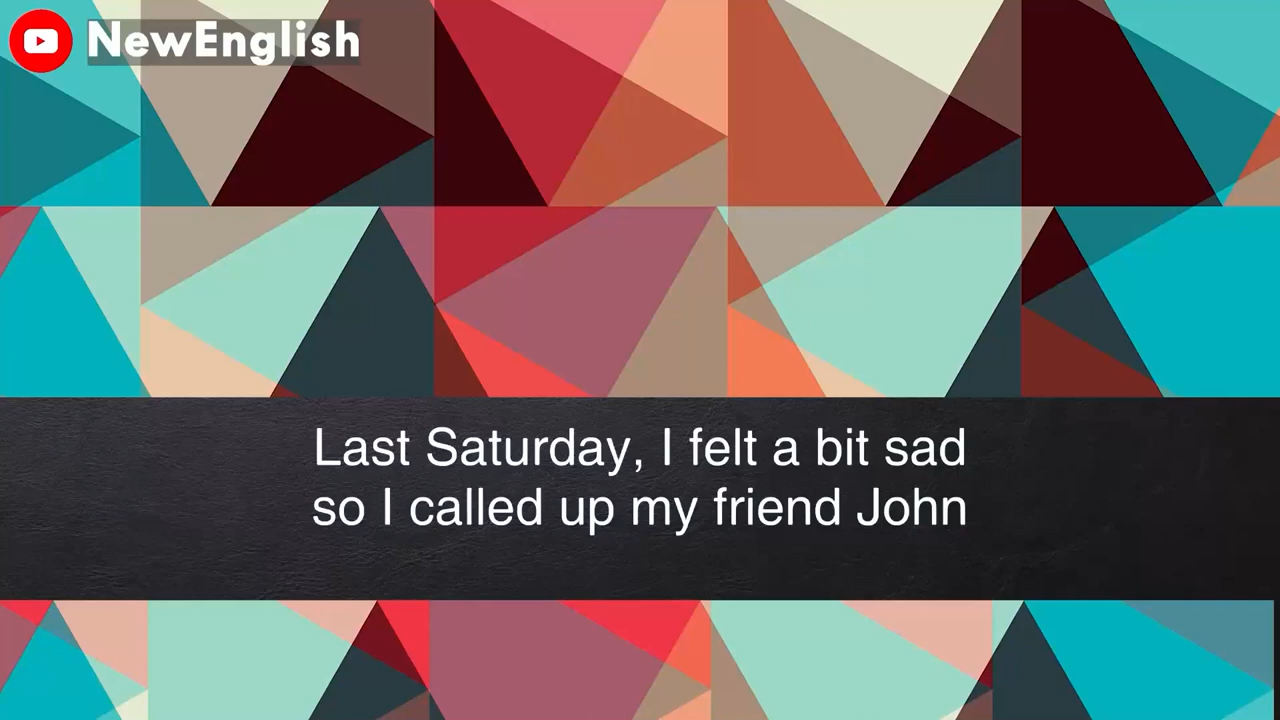 NewEnglish
Last Saturday, I felt a bit sad
so I called up my friend John